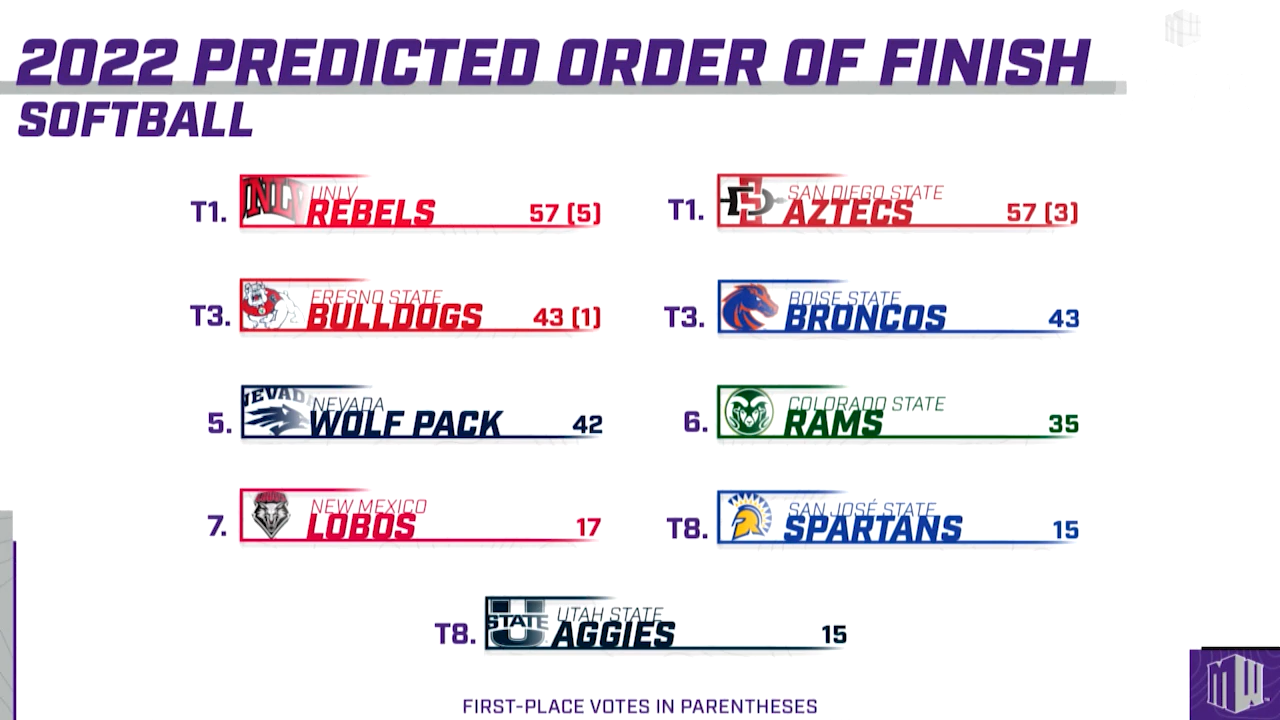 2022 PREDICTED ORDER OF FINISH
SOFTBALL
T1. UNLV UNLV REBELS 57 (5)
T1. SAN DIEGO STATE AZTECS 57 (3)
T3. FRESNO STATE BULLDOGS 43 (1)
T3. BOISE STATE BRONCOS 43
5. NEVADA NEVADA WOLF PACK 42
6. COLORADO STATE RAMS 35
7. NEW MEXICO LOBOS 17
T8. SAN JOSÉ STATE SPARTANS 15
T8. STATE UTAH STATE AGGIES 15
FIRST-PLACE VOTES IN PARENTHESES
MW